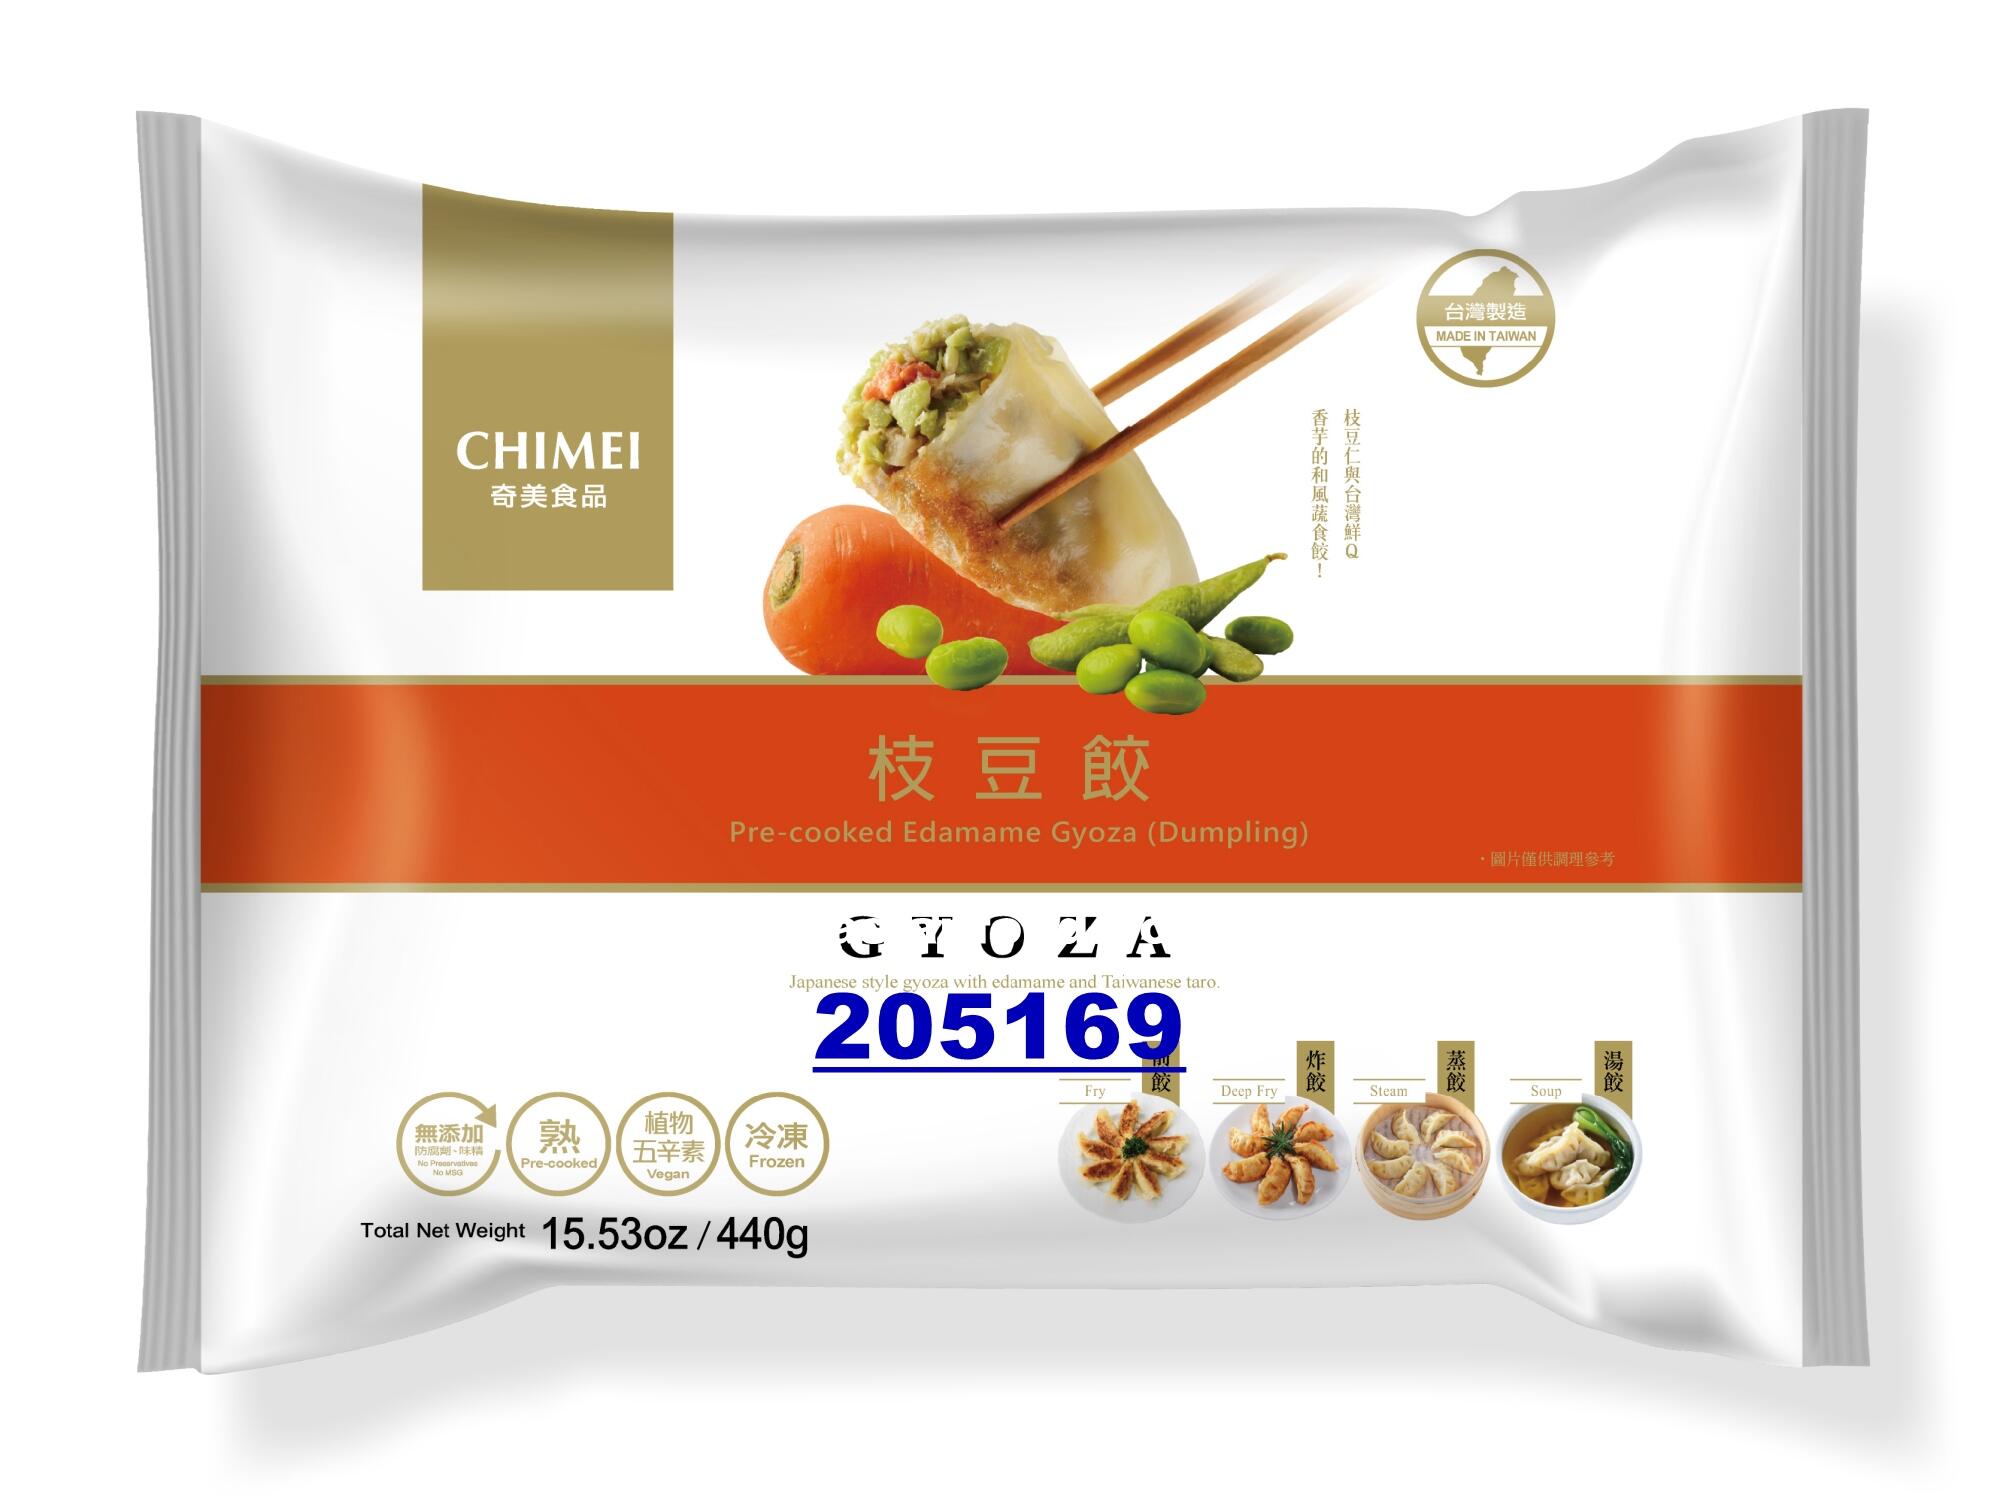 CHIMEI
奇美食品
台灣製造
MADE IN TAIWAN
枝豆仁與台灣鮮Q
香芋的和風蔬食餃！
枝豆餃
Pre-cooked Edamame Gyoza (Dumpling)
・圖片僅供調理參考
GYOZA
Japanese style gyoza with edamame and Taiwanese taro.
205169
餃
Fry
炸餃
Deep Fry
蒸餃
Steam
湯餃
Soup
無添加
防腐劑、味精
No Preservatives
No MSG
熟
Pre-cooked
植物
五辛素
Vegan
冷凍
Frozen
Total Net Weight 15.53oz / 440g